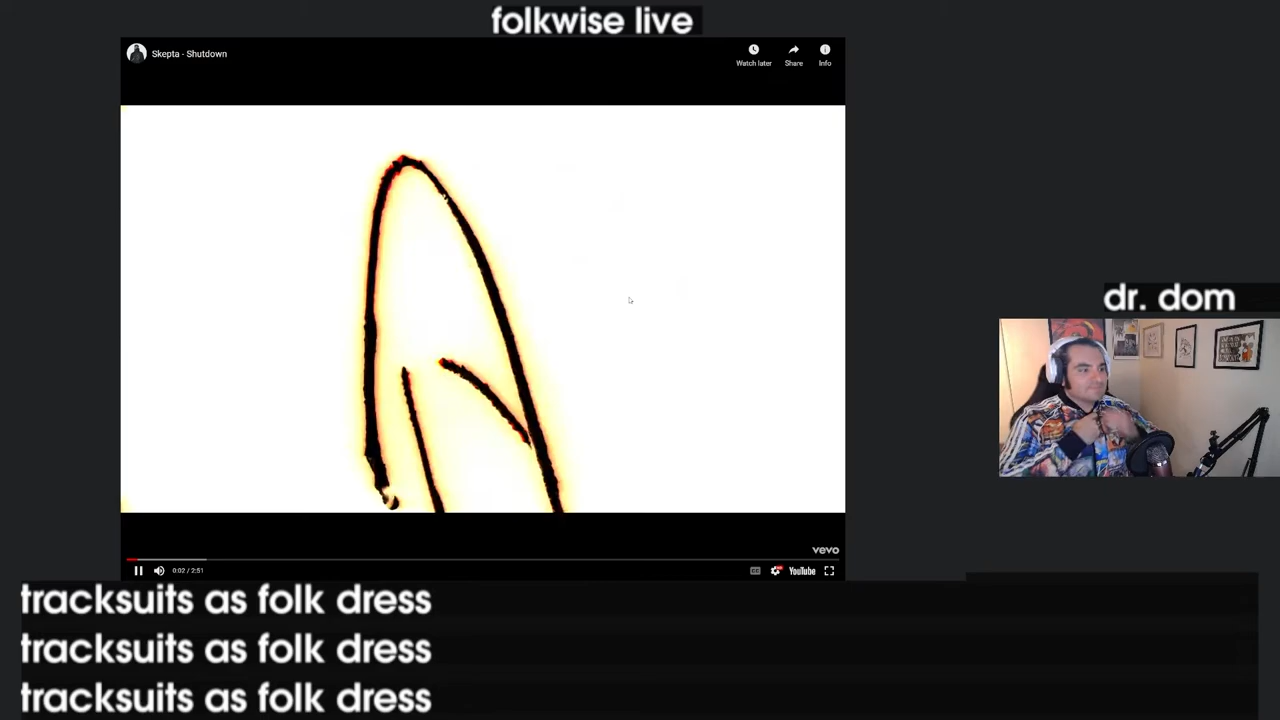 folkwise live
Skepta - Shutdown
Watch later
Share
Info
dr. dom
vevo
0:02 / 2:51
CC
YouTube
tracksuits as folk dress
tracksuits as folk dress
tracksuits as folk dress